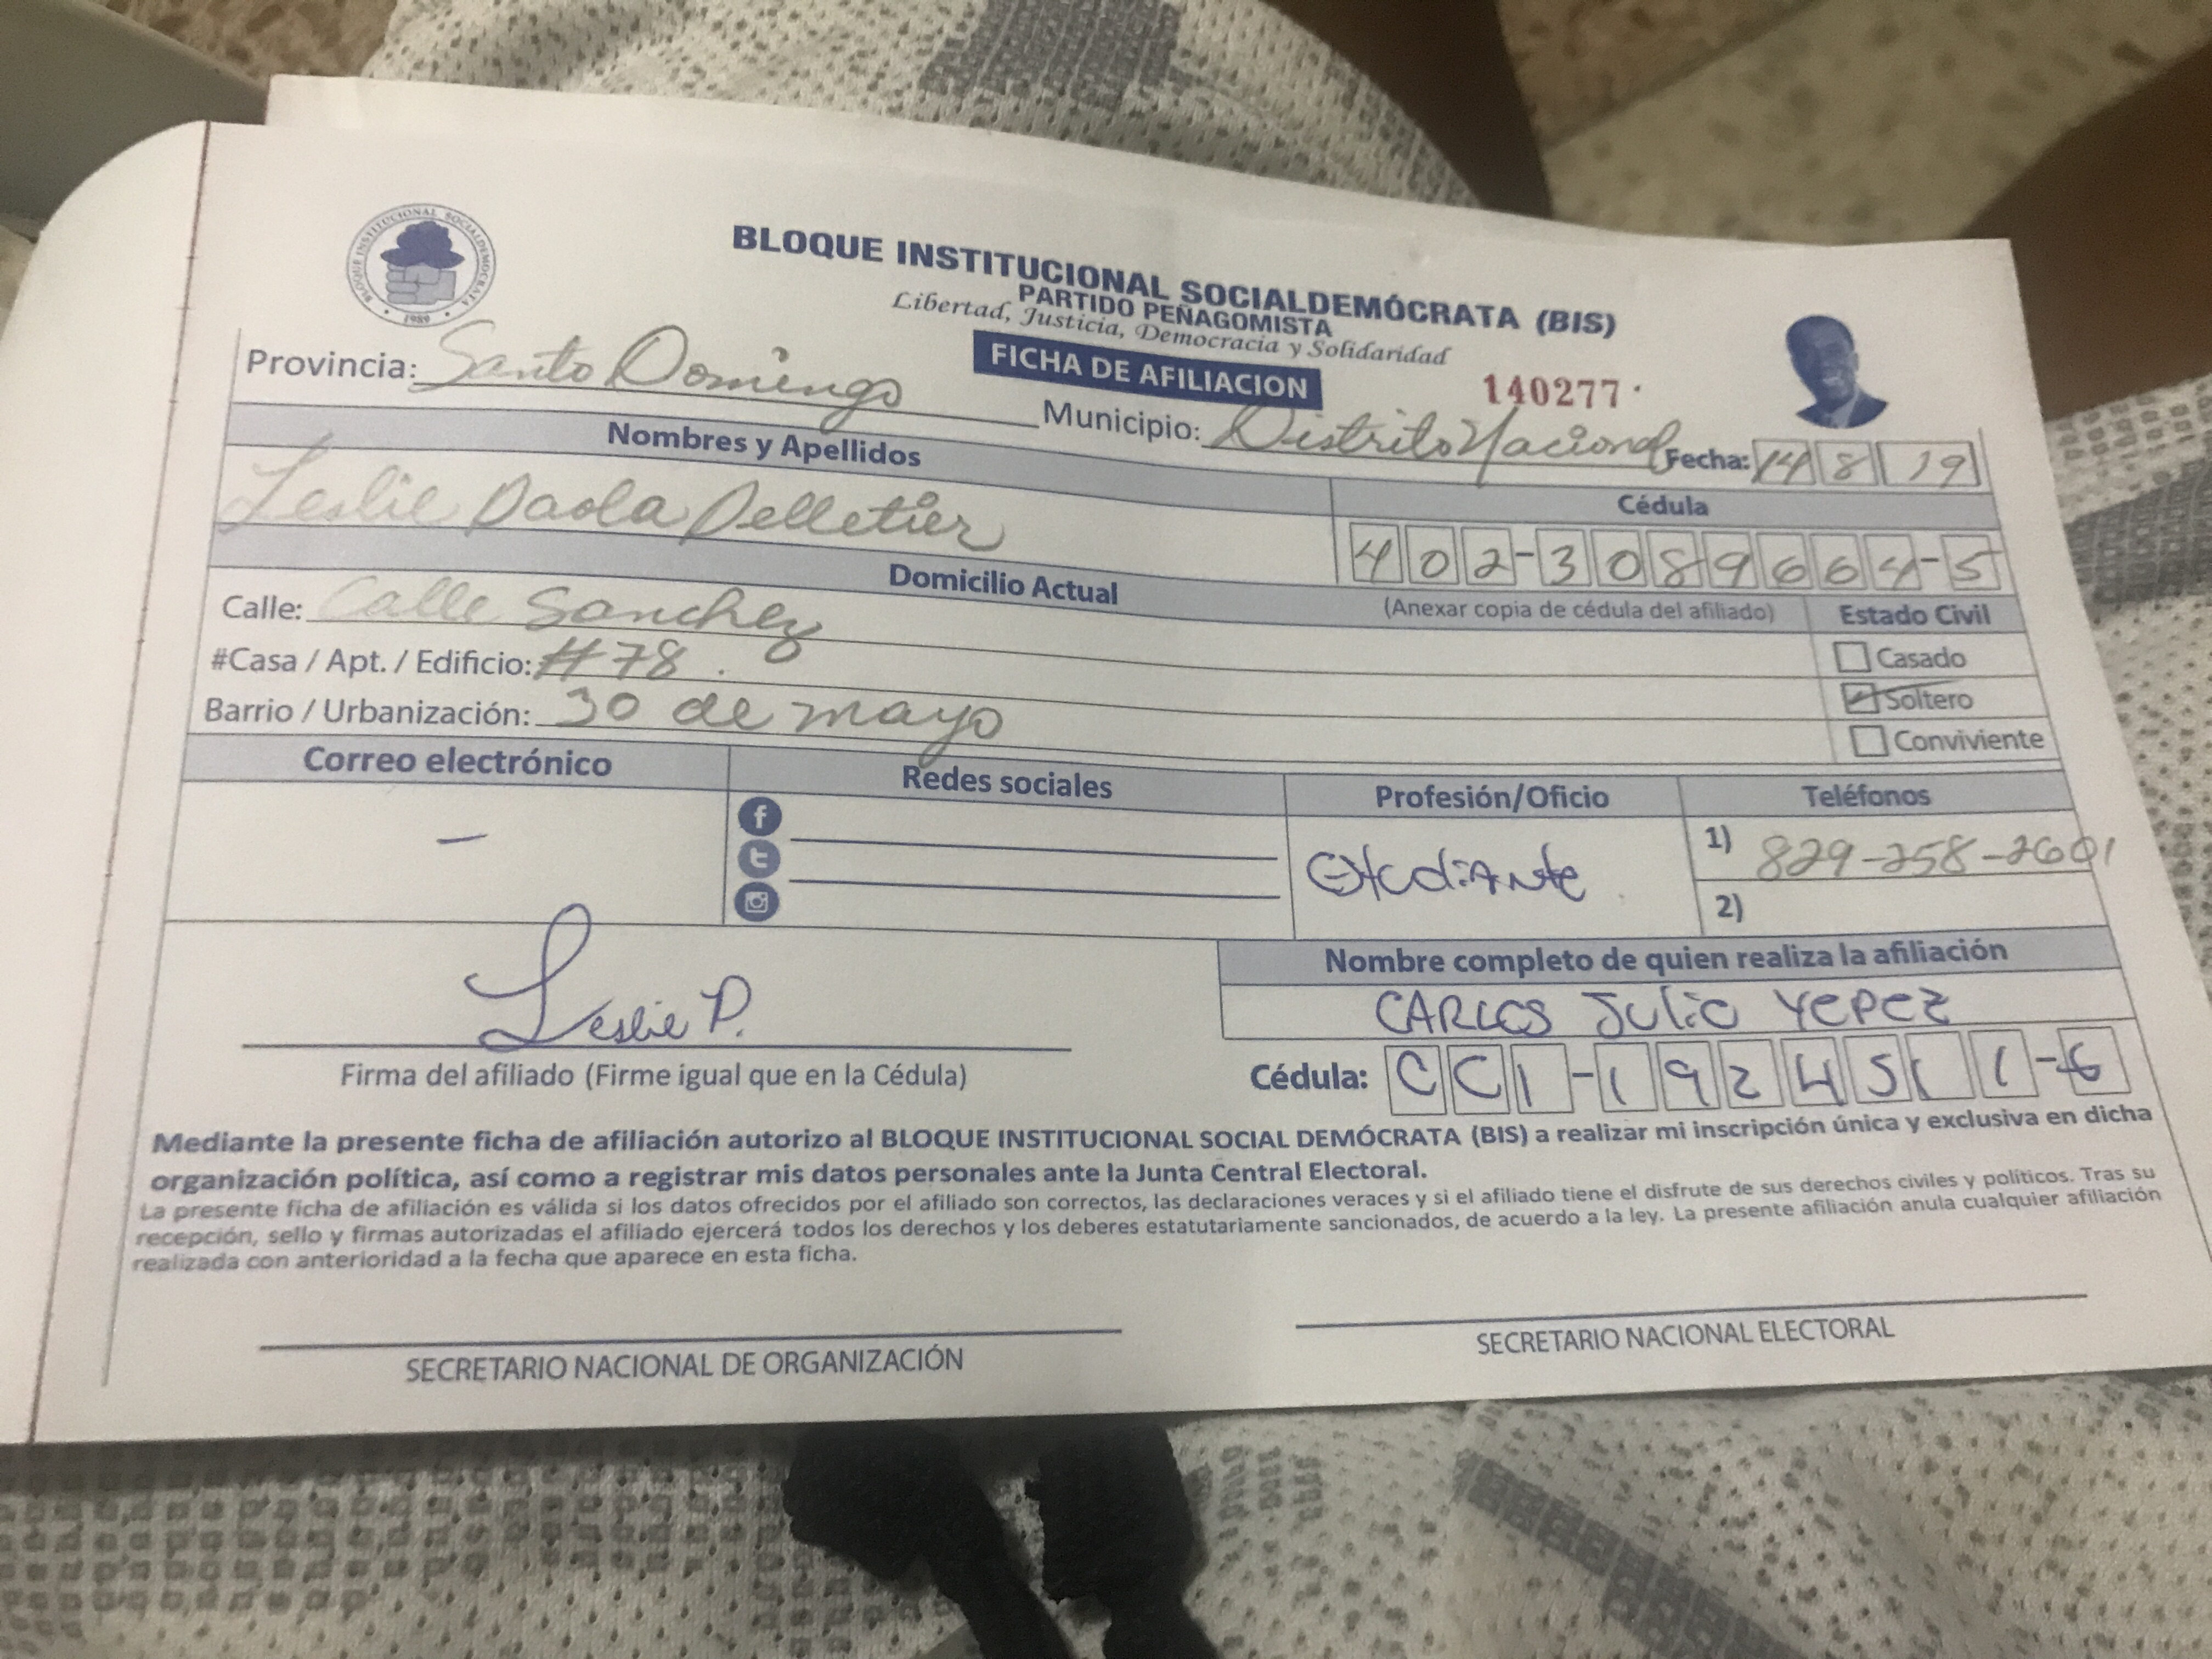 BLOQUE INSTITUCIONAL SOCIALDEMOCRATA
1989
BLOQUE INSTITUCIONAL SOCIALDEMÓCRATA (BIS)
PARTIDO PEÑAGOMISTA
Libertad, Justicia, Democracia y Solidaridad
FICHA DE AFILIACION
140277
Provincia: Santo Domingo Municipio: Distrito Nacional Fecha: 14 8 19
Nombres y Apellidos Cédula
Leslie Paola Pelletier 402-3089664-5
Domicilio Actual (Anexar copia de cédula del afiliado) Estado Civil
Calle: Calle Sanchez
Casado
#Casa / Apt. / Edificio: #78.
Soltero
Barrio / Urbanización: 30 de mayo
Conviviente
Correo electrónico Redes sociales Profesión/Oficio Teléfonos
– Estudiante 1) 829-258-2601
2)
Leslie P.
Nombre completo de quien realiza la afiliación
CARLOS Julio YEPEZ
Firma del afiliado (Firme igual que en la Cédula) Cédula: 001-1924511-6
Mediante la presente ficha de afiliación autorizo al BLOQUE INSTITUCIONAL SOCIAL DEMÓCRATA (BIS) a realizar mi inscripción única y exclusiva en dicha
organización política, así como a registrar mis datos personales ante la Junta Central Electoral.
La presente ficha de afiliación es válida si los datos ofrecidos por el afiliado son correctos, las declaraciones veraces y si el afiliado tiene el disfrute de sus derechos civiles y políticos. Tras su
recepción, sello y firmas autorizadas el afiliado ejercerá todos los derechos y los deberes estatutariamente sancionados, de acuerdo a la ley. La presente afiliación anula cualquier afiliación
realizada con anterioridad a la fecha que aparece en esta ficha.
SECRETARIO NACIONAL DE ORGANIZACIÓN SECRETARIO NACIONAL ELECTORAL